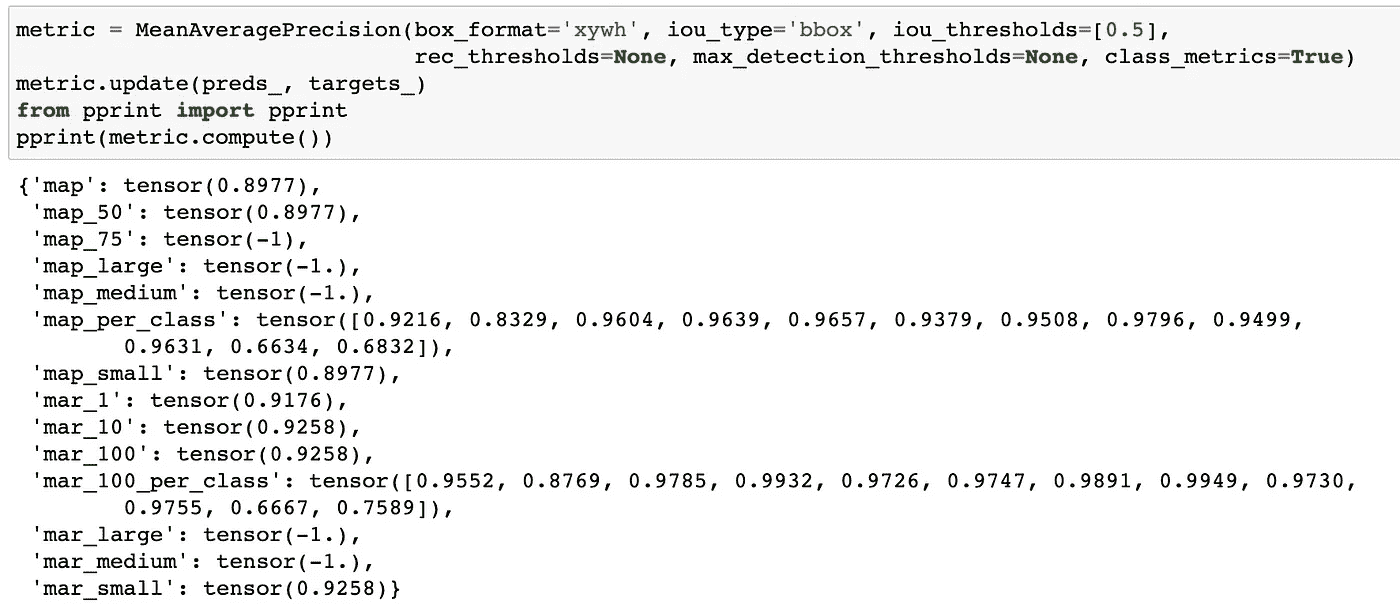 metric = MeanAveragePrecision(box_format='xywh', iou_type='bbox', iou_thresholds=[0.5],
                              rec_thresholds=None, max_detection_thresholds=None, class_metrics=True)
metric.update(preds_, targets_)
from pprint import pprint
pprint(metric.compute())
{'map': tensor(0.8977),
 'map_50': tensor(0.8977),
 'map_75': tensor(-1),
 'map_large': tensor(-1.),
 'map_medium': tensor(-1.),
 'map_per_class': tensor([0.9216, 0.8329, 0.9604, 0.9639, 0.9657, 0.9379, 0.9508, 0.9796, 0.9499,
        0.9631, 0.6634, 0.6832]),
 'map_small': tensor(0.8977),
 'mar_1': tensor(0.9176),
 'mar_10': tensor(0.9258),
 'mar_100': tensor(0.9258),
 'mar_100_per_class': tensor([0.9552, 0.8769, 0.9785, 0.9932, 0.9726, 0.9747, 0.9891, 0.9949, 0.9730,
        0.9755, 0.6667, 0.7589]),
 'mar_large': tensor(-1.),
 'mar_medium': tensor(-1.),
 'mar_small': tensor(0.9258)}